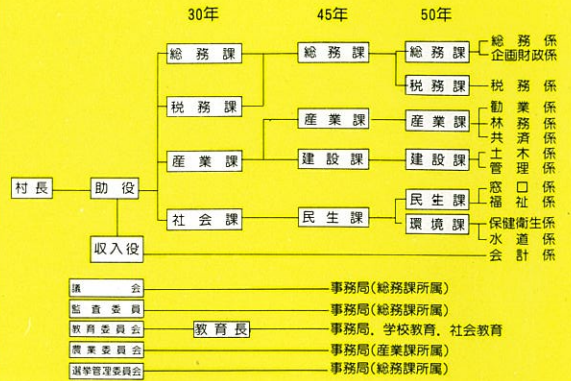 30年 45年 50年
総務課 総務課 総務課 総務係
企画財政係
税務課 税務課 税務係
産業課 産業課 勧業係
林務係
共済係
産業課 建設課 建設課 土木係
管理係
村長 助役 民生課 窓口係
福祉係
社会課 民生課 環境課 保健衛生係
水道係
収入役 会計係
議会 事務局(総務課所属)
監査委員 事務局(総務課所属)
教育委員会 教育長 事務局,学校教育,社会教育
農業委員会 事務局(産業課所属)
選挙管理委員会 事務局(総務課所属)